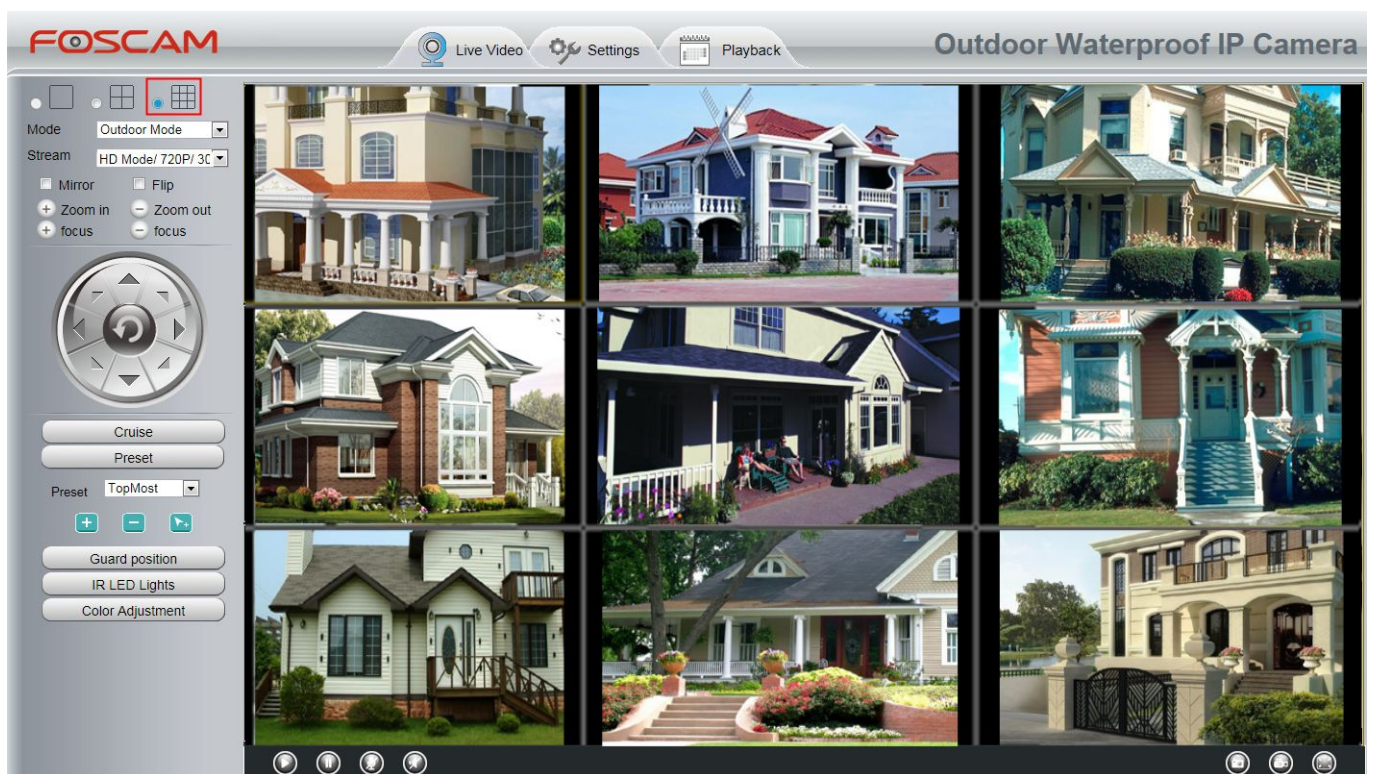 FOSCAM
Live Video
Settings
Playback
Outdoor Waterproof IP Camera
Mode
Outdoor Mode
Stream
HD Mode/ 720P/ 30
Mirror
Flip
Zoom in
Zoom out
focus
focus
Cruise
Preset
Preset
TopMost
Guard position
IR LED Lights
Color Adjustment